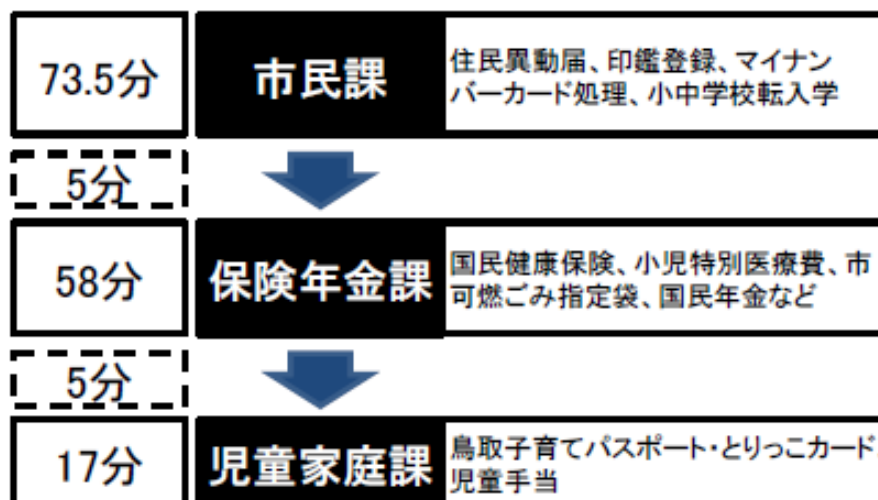 73.5分
市民課
住民異動届、印鑑登録、マイナン
バーカード処理、小中学校転入学
5分
58分
保険年金課
国民健康保険、小児特別医療費、市
可燃ごみ指定袋、国民年金など
5分
17分
児童家庭課
鳥取子育てパスポート・とりっこカード、
児童手当